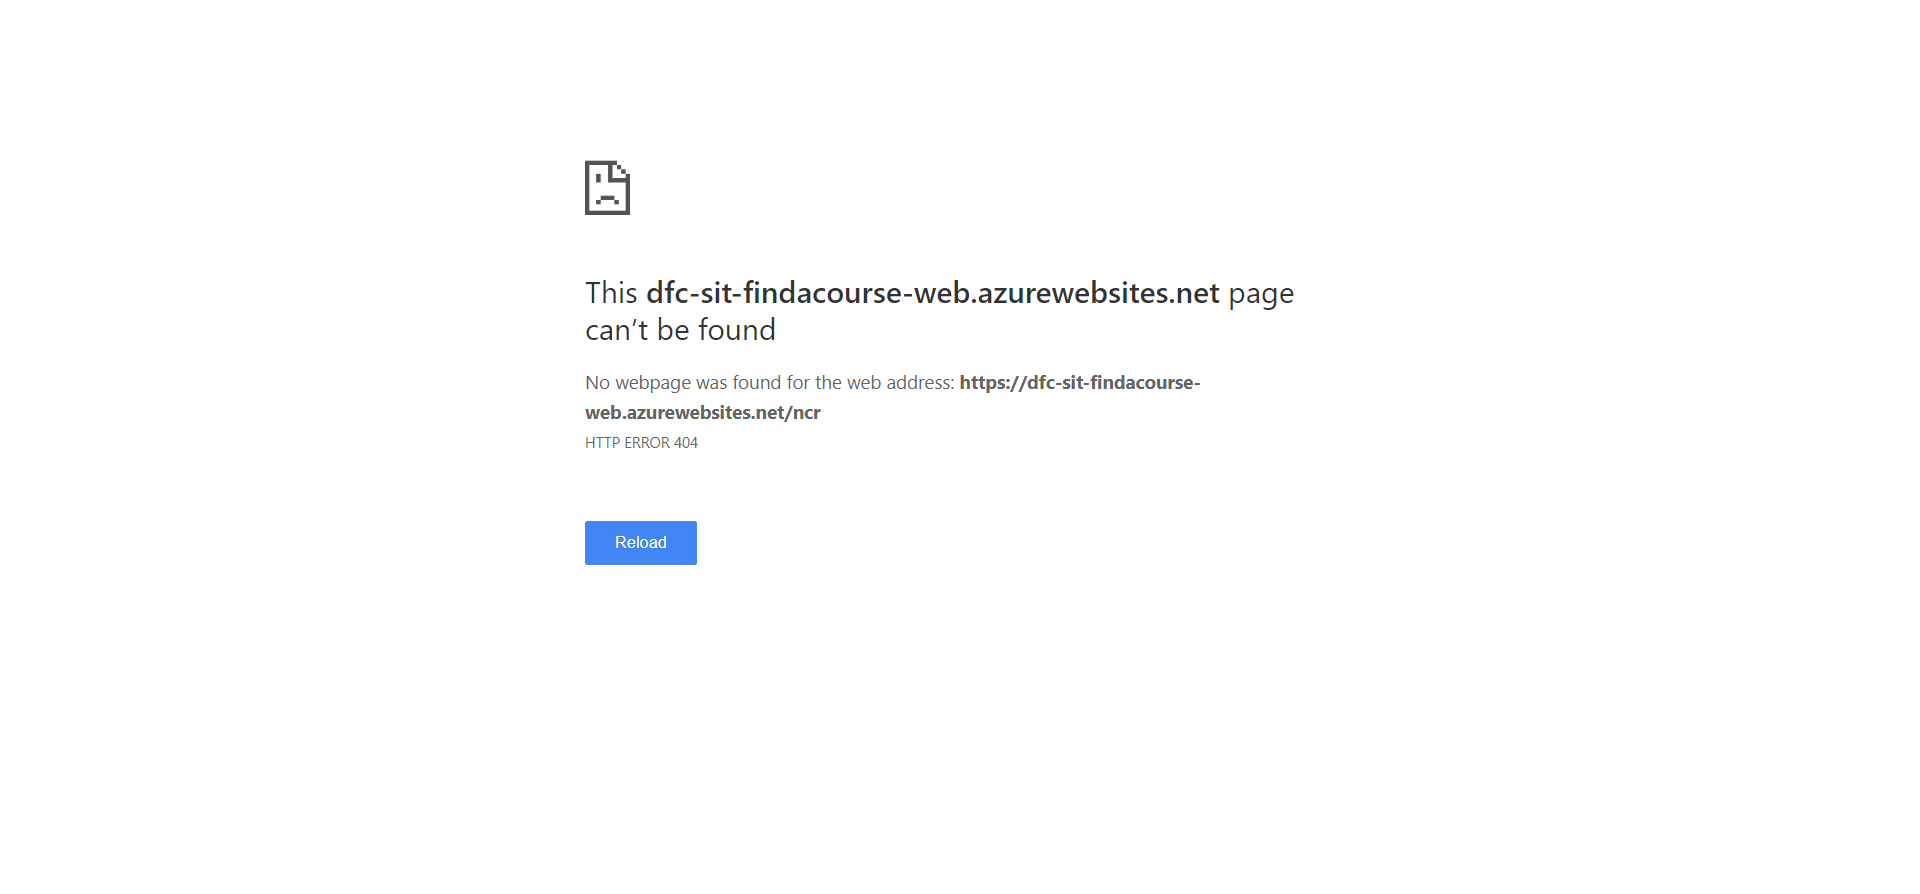 This dfc-sit-findacourse-web.azurewebsites.net page
can’t be found
No webpage was found for the web address: https://dfc-sit-findacourse-
web.azurewebsites.net/ncr
HTTP ERROR 404
Reload